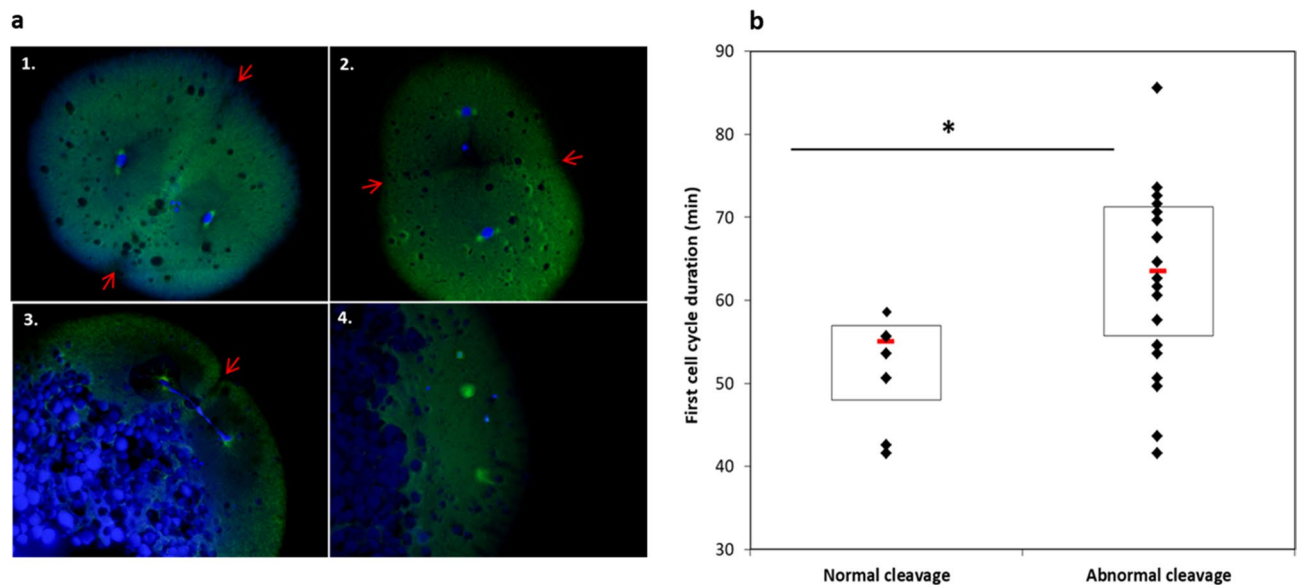 a
1.
2.
3.
4.
b
First cell cycle duration (min)
90
80
70
60
50
40
30
*
Normal cleavage
Abnormal cleavage